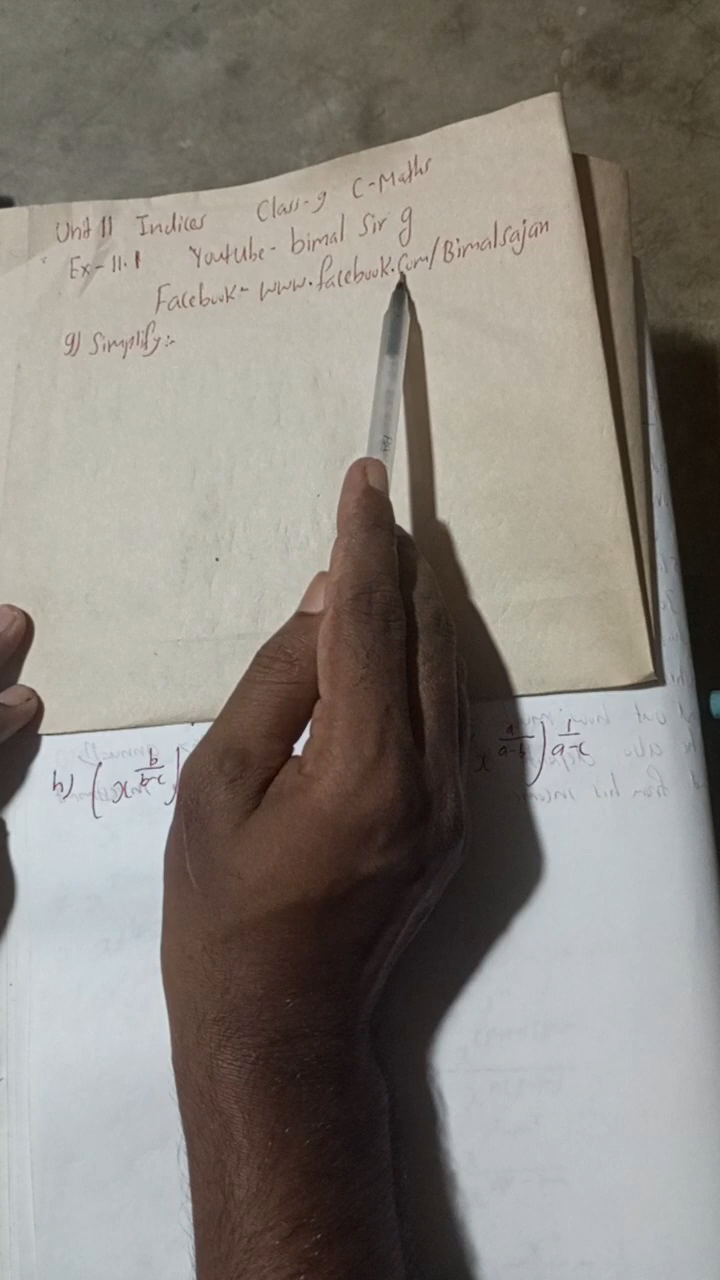 Unit 11 Indices Class-9 C-Maths
Ex-11.1 Youtube- bimal Sir g
Facebook- www.facebook.com/Bimalsajan
9) Simplify:-
h) (x^(b/(b-c)) x^(a/(a-b)))^(1/(a-c))